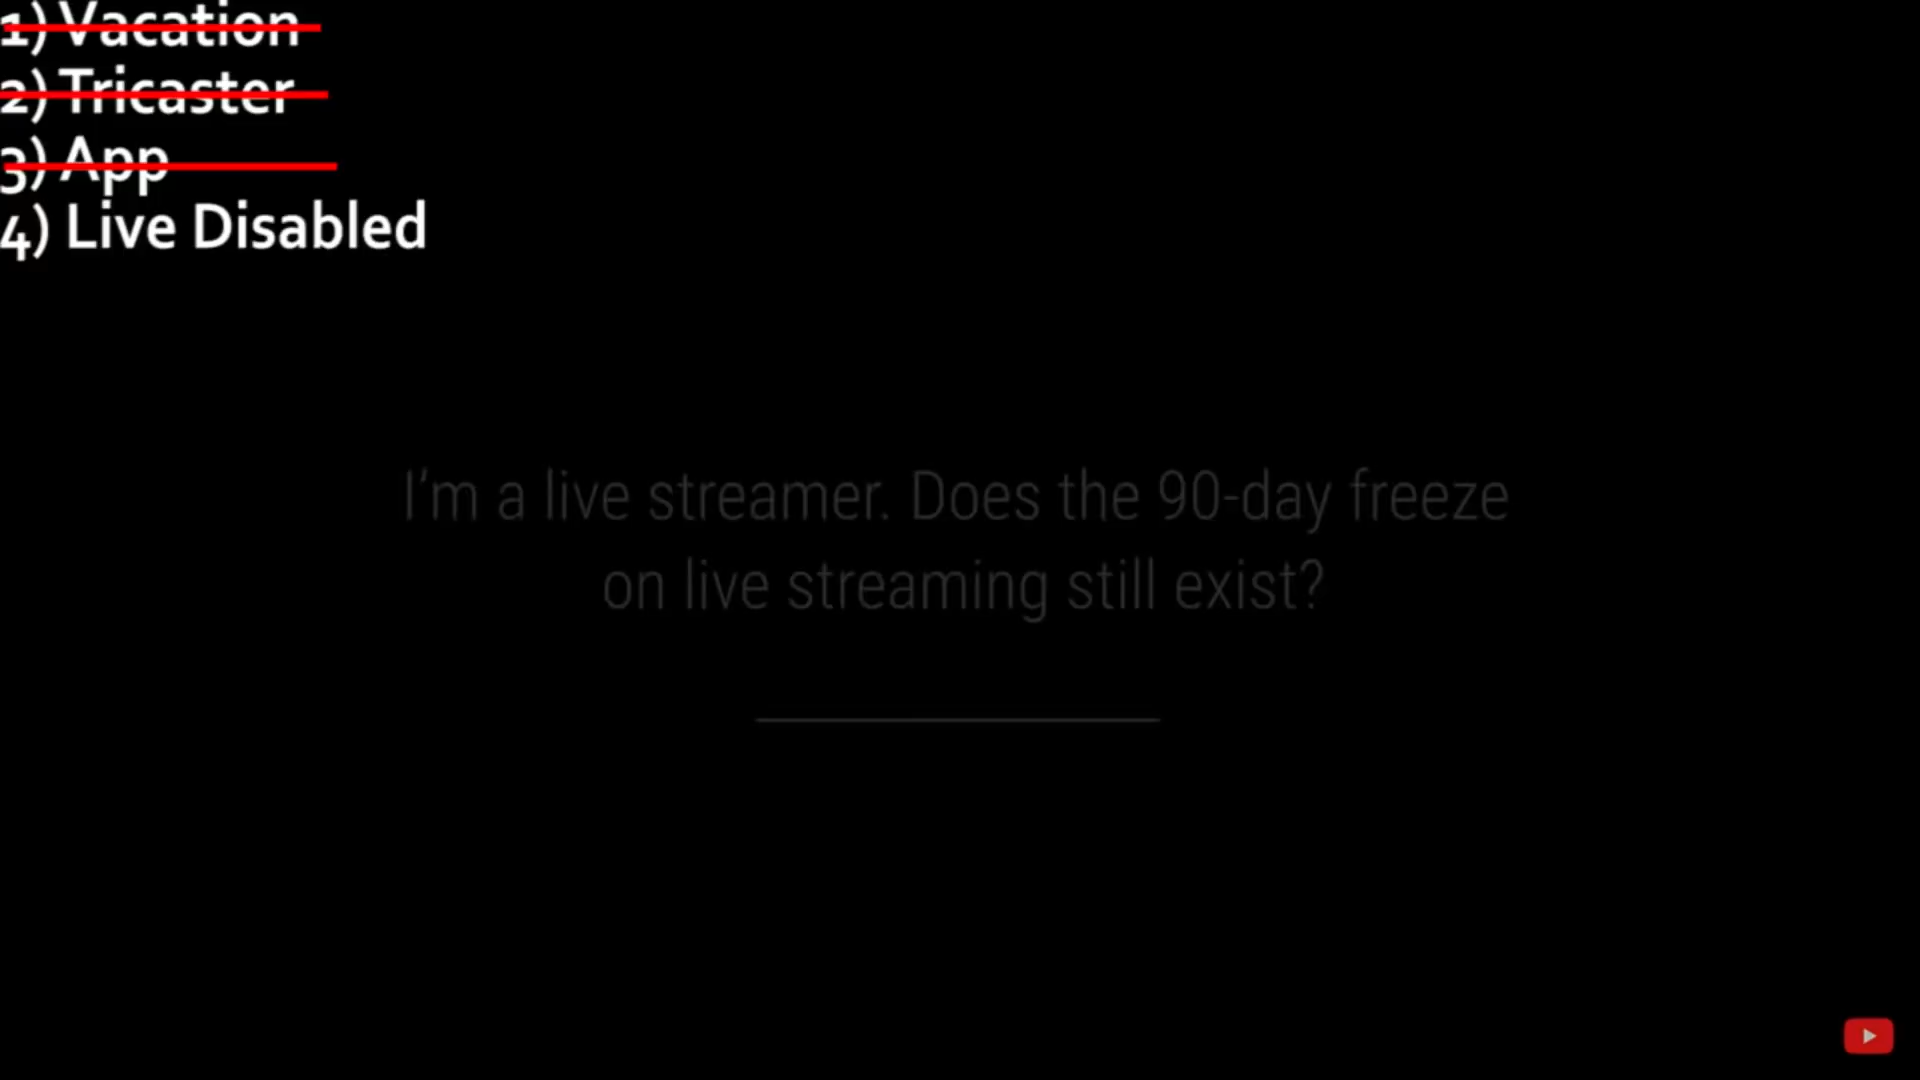 1) Vacation
2) Tricaster
3) App
4) Live Disabled
I'm a live streamer. Does the 90-day freeze
on live streaming still exist?